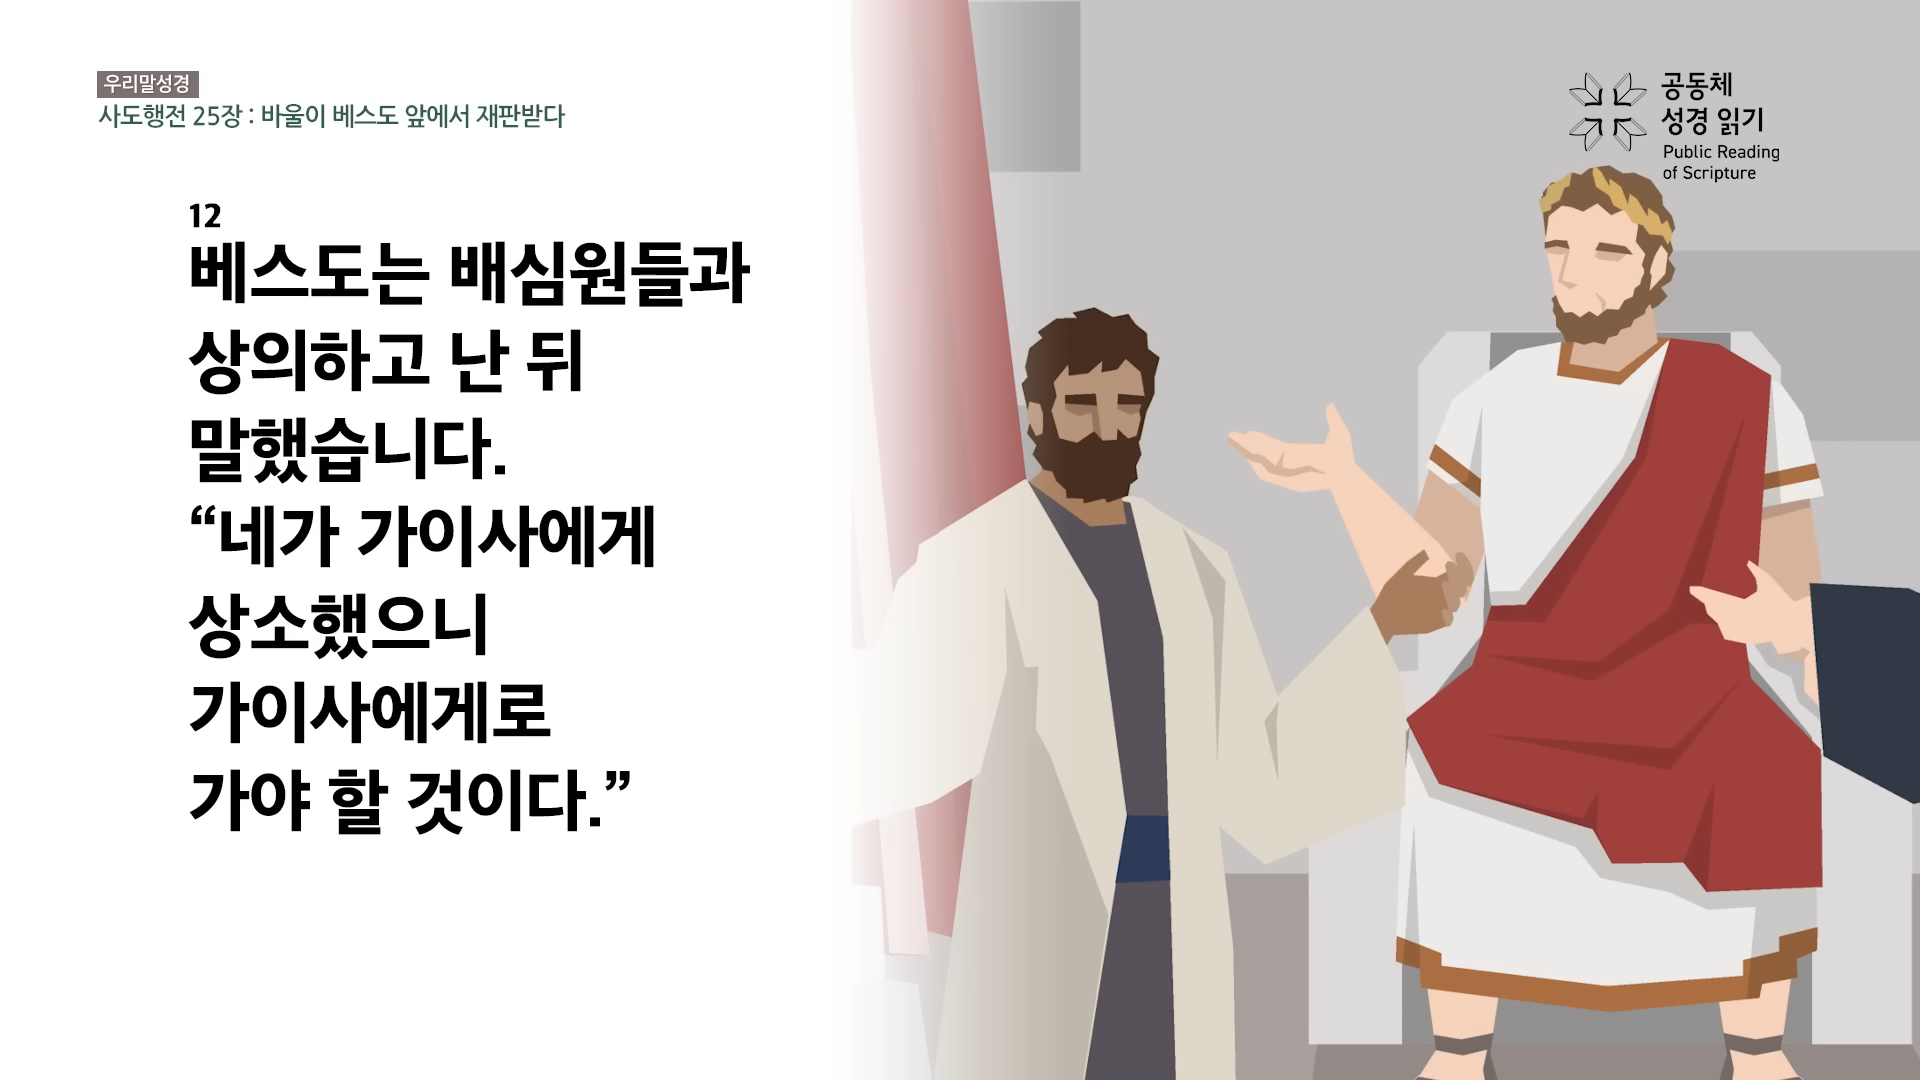 우리말성경
사도행전 25장 : 바울이 베스도 앞에서 재판받다
공동체
성경 읽기
Public Reading
of Scripture
12
베스도는 배심원들과
상의하고 난 뒤
말했습니다.
“네가 가이사에게
상소했으니
가이사에게로
가야 할 것이다.”